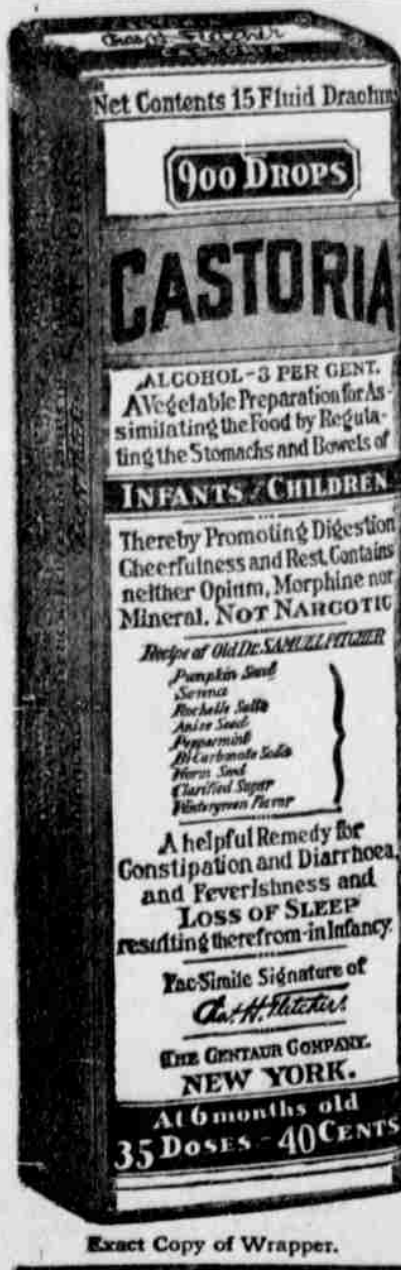 Chas H Fletcher
CASTORIA
Net Contents 15 Fluid Drachms
900 DROPS
CASTORIA
ALCOHOL-3 PER CENT.
A Vegetable Preparation for As-
similating the Food by Regula-
ting the Stomachs and Bowels of
INFANTS CHILDREN
Thereby Promoting Digestion
Cheerfulness and Rest. Contains
neither Opium, Morphine nor
Mineral. NOT NARCOTIC
Recipe of Old Dr. SAMUEL PITCHER
Pumpkin Seed
Senna
Rochelle Salts
Anise Seed
Peppermint
Bi Carbonate Soda
Worm Seed
Clarified Sugar
Wintergreen Flavor
A helpful Remedy for
Constipation and Diarrhoea,
and Feverishness and
LOSS OF SLEEP
resulting therefrom-in Infancy.
Fac-Simile Signature of
Chas. H. Fletcher.
THE CENTAUR COMPANY.
NEW YORK.
At 6 months old
35 DOSES - 40 CENTS
Exact Copy of Wrapper.